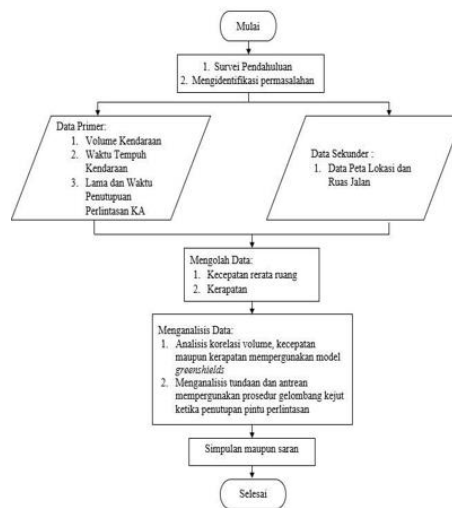 Mulai
1. Survei Pendahuluan
2. Mengidentifikasi permasalahan
Data Primer:
1. Volume Kendaraan
2. Waktu Tempuh
Kendaraan
3. Lama dan Waktu
Penutupan
Perlintasan KA
Data Sekunder :
1. Data Peta Lokasi dan
Ruas Jalan
Mengolah Data:
1. Kecepatan rerata ruang
2. Kerapatan
Menganalisis Data:
1. Analisis korelasi volume, kecepatan
maupun kerapatan mempergunakan model
greenshields
2. Menganalisis tundaan dan antrean
mempergunakan prosedur gelombang kejut
ketika penutupan pintu perlintasan
Simpulan maupun saran
Selesai